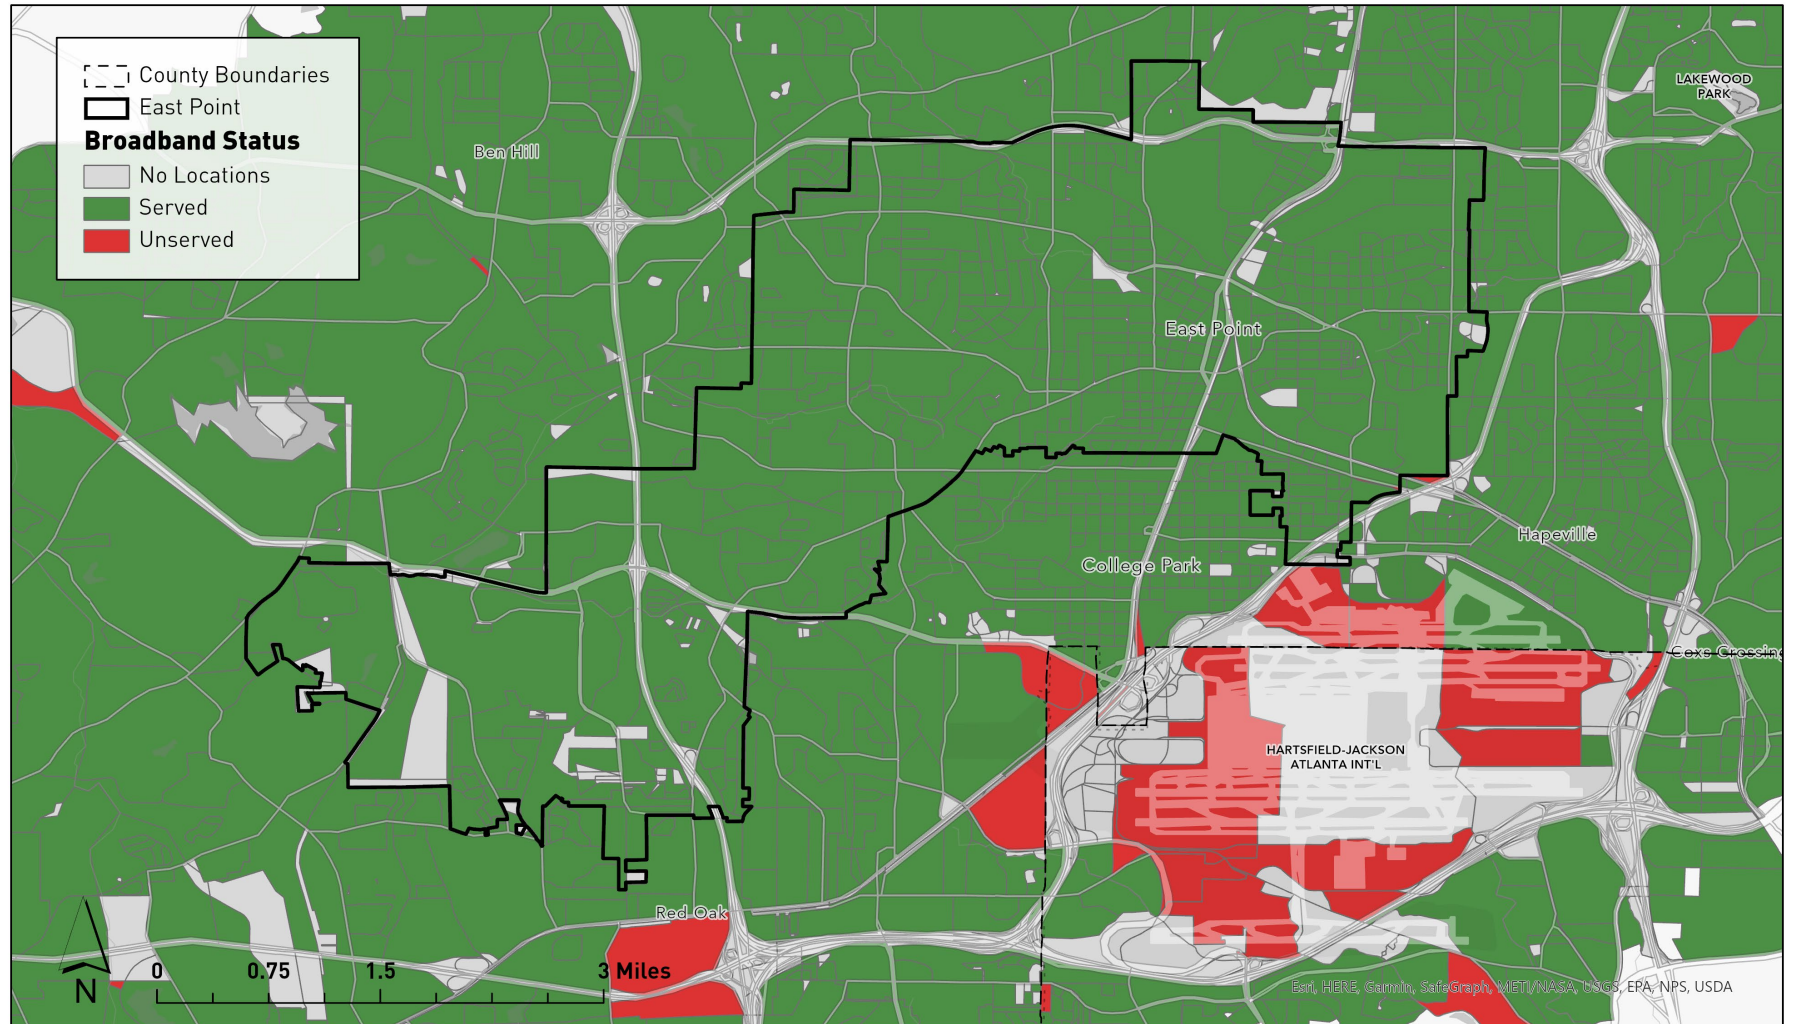 County Boundaries
East Point
Broadband Status
No Locations
Served
Unserved
LAKEWOOD
PARK
Ben Hill
East Point
Hapeville
College Park
Coxs Crossing
HARTSFIELD-JACKSON
ATLANTA INT'L
Red Oak
0 0.75 1.5 3 Miles
N
Esri, HERE, Garmin, SafeGraph, METI/NASA, USGS, EPA, NPS, USDA